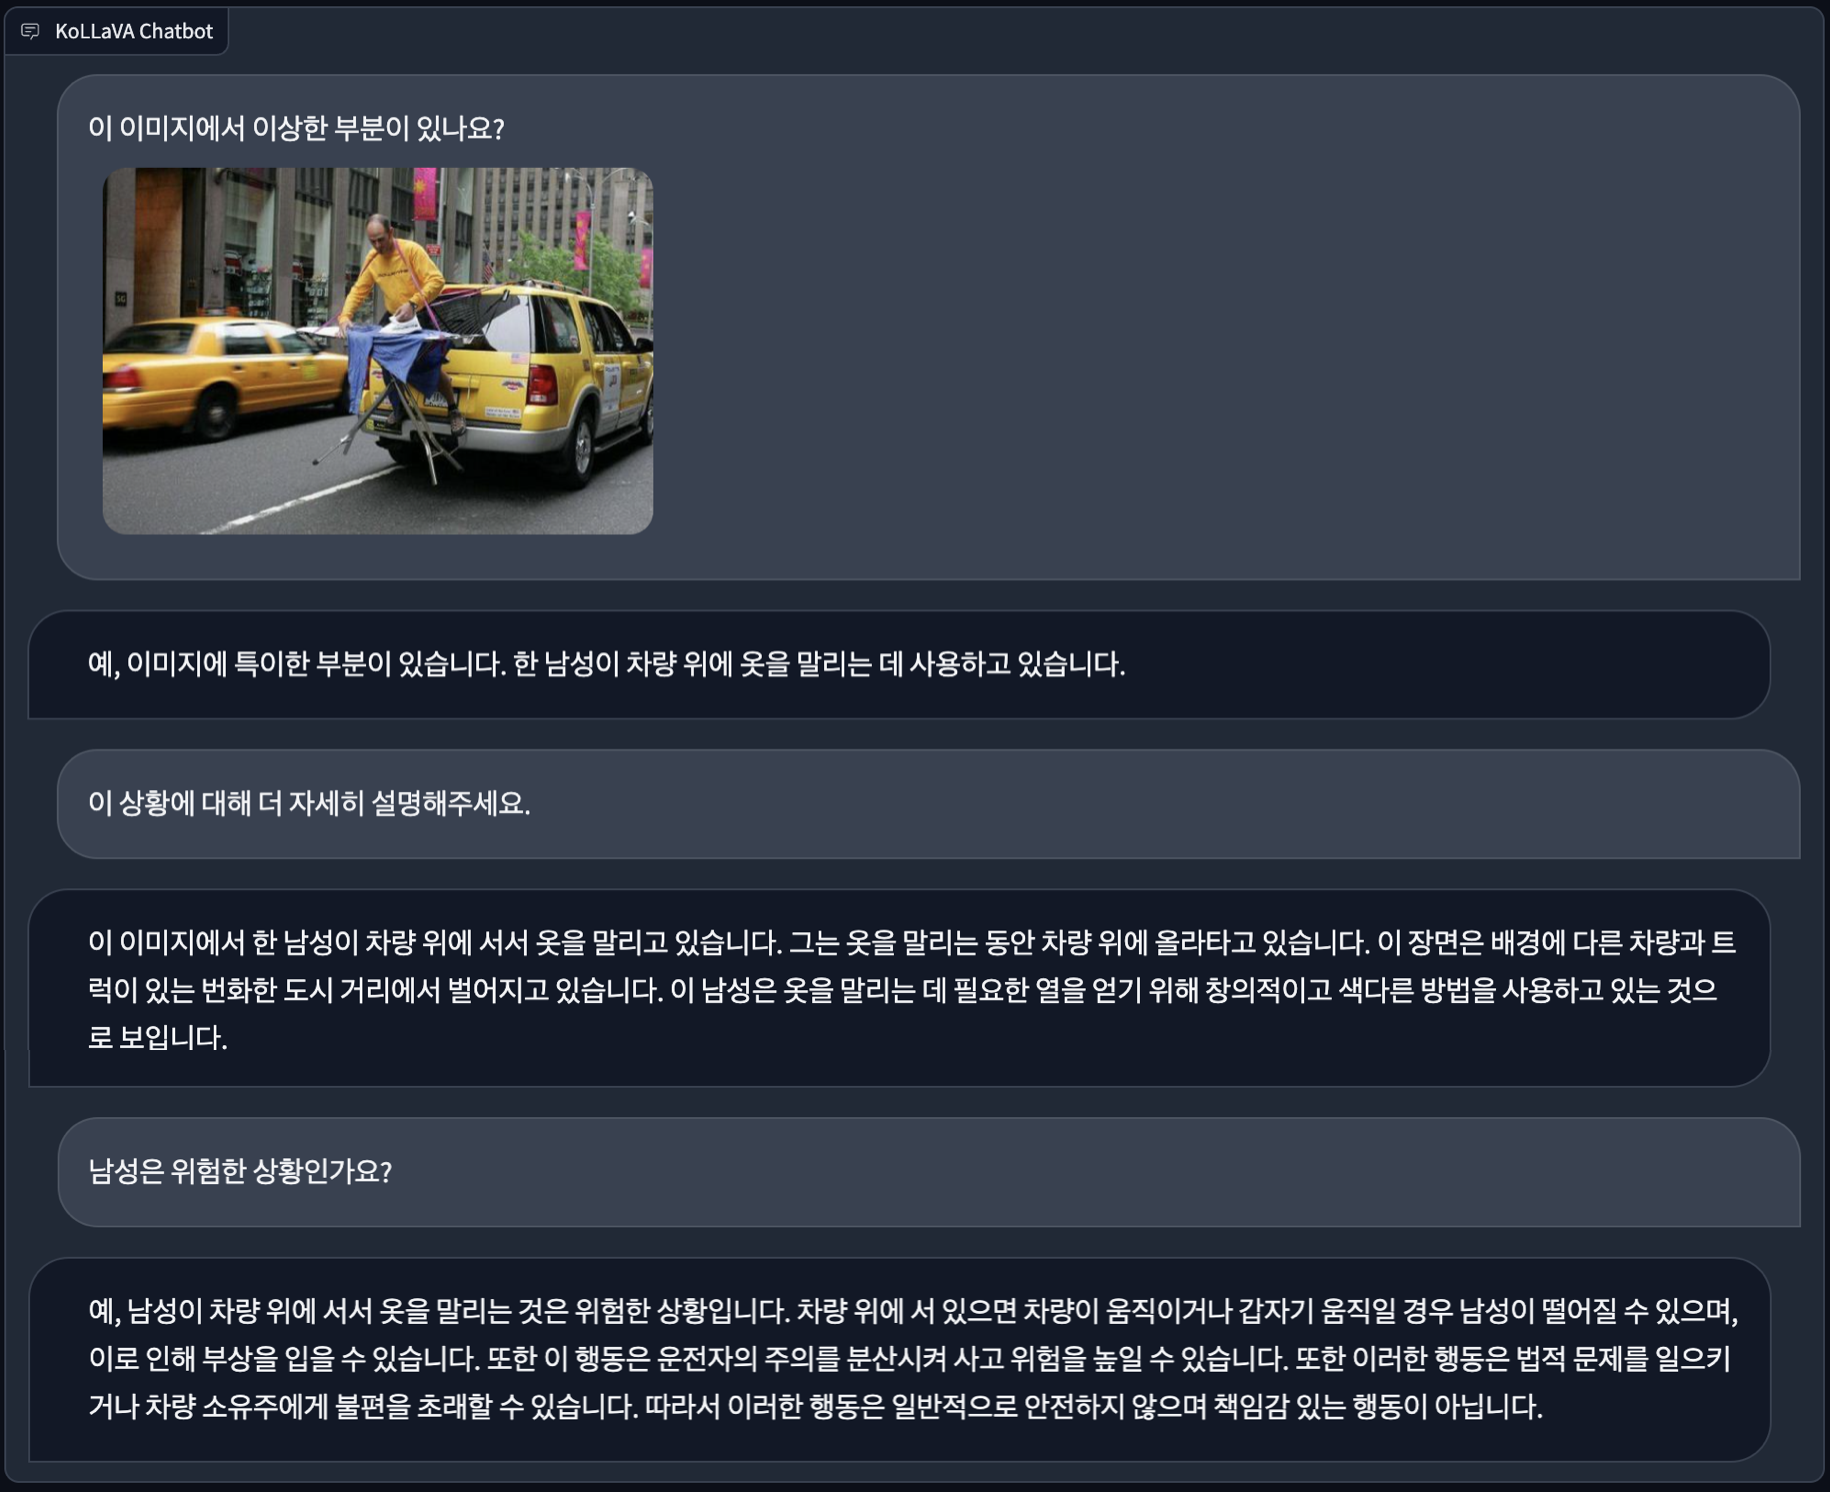 KoLLaVA Chatbot
이 이미지에서 이상한 부분이 있나요?
SG
예, 이미지에 특이한 부분이 있습니다. 한 남성이 차량 위에 옷을 말리는 데 사용하고 있습니다.
이 상황에 대해 더 자세히 설명해주세요.
이 이미지에서 한 남성이 차량 위에 서서 옷을 말리고 있습니다. 그는 옷을 말리는 동안 차량 위에 올라타고 있습니다. 이 장면은 배경에 다른 차량과 트
럭이 있는 번화한 도시 거리에서 벌어지고 있습니다. 이 남성은 옷을 말리는 데 필요한 열을 얻기 위해 창의적이고 색다른 방법을 사용하고 있는 것으
로 보입니다.
남성은 위험한 상황인가요?
예, 남성이 차량 위에 서서 옷을 말리는 것은 위험한 상황입니다. 차량 위에 서 있으면 차량이 움직이거나 갑자기 움직일 경우 남성이 떨어질 수 있으며,
이로 인해 부상을 입을 수 있습니다. 또한 이 행동은 운전자의 주의를 분산시켜 사고 위험을 높일 수 있습니다. 또한 이러한 행동은 법적 문제를 일으키
거나 차량 소유주에게 불편을 초래할 수 있습니다. 따라서 이러한 행동은 일반적으로 안전하지 않으며 책임감 있는 행동이 아닙니다.